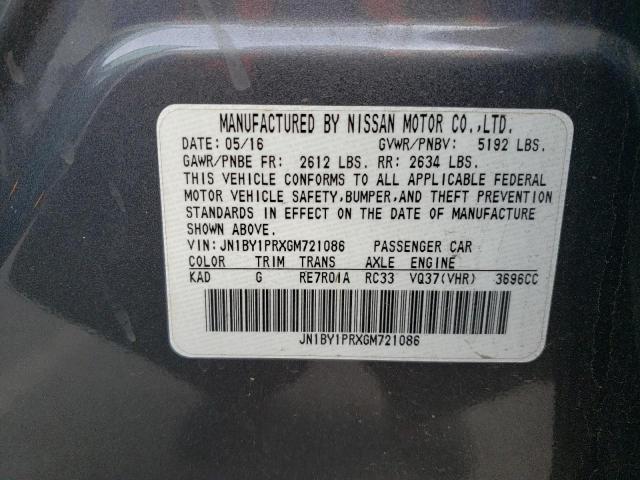 MANUFACTURED BY NISSAN MOTOR CO.,LTD.
DATE: 05/16 GVWR/PNBV: 5192 LBS.
GAWR/PNBE FR: 2612 LBS. RR: 2634 LBS.
THIS VEHICLE CONFORMS TO ALL APPLICABLE FEDERAL
MOTOR VEHICLE SAFETY,BUMPER,AND THEFT PREVENTION
STANDARDS IN EFFECT ON THE DATE OF MANUFACTURE
SHOWN ABOVE.
VIN: JN1BY1PRXGM721086 PASSENGER CAR
COLOR TRIM TRANS AXLE ENGINE
KAD G RE7R01A RC33 VQ37(VHR) 3696CC
JN1BY1PRXGM721086